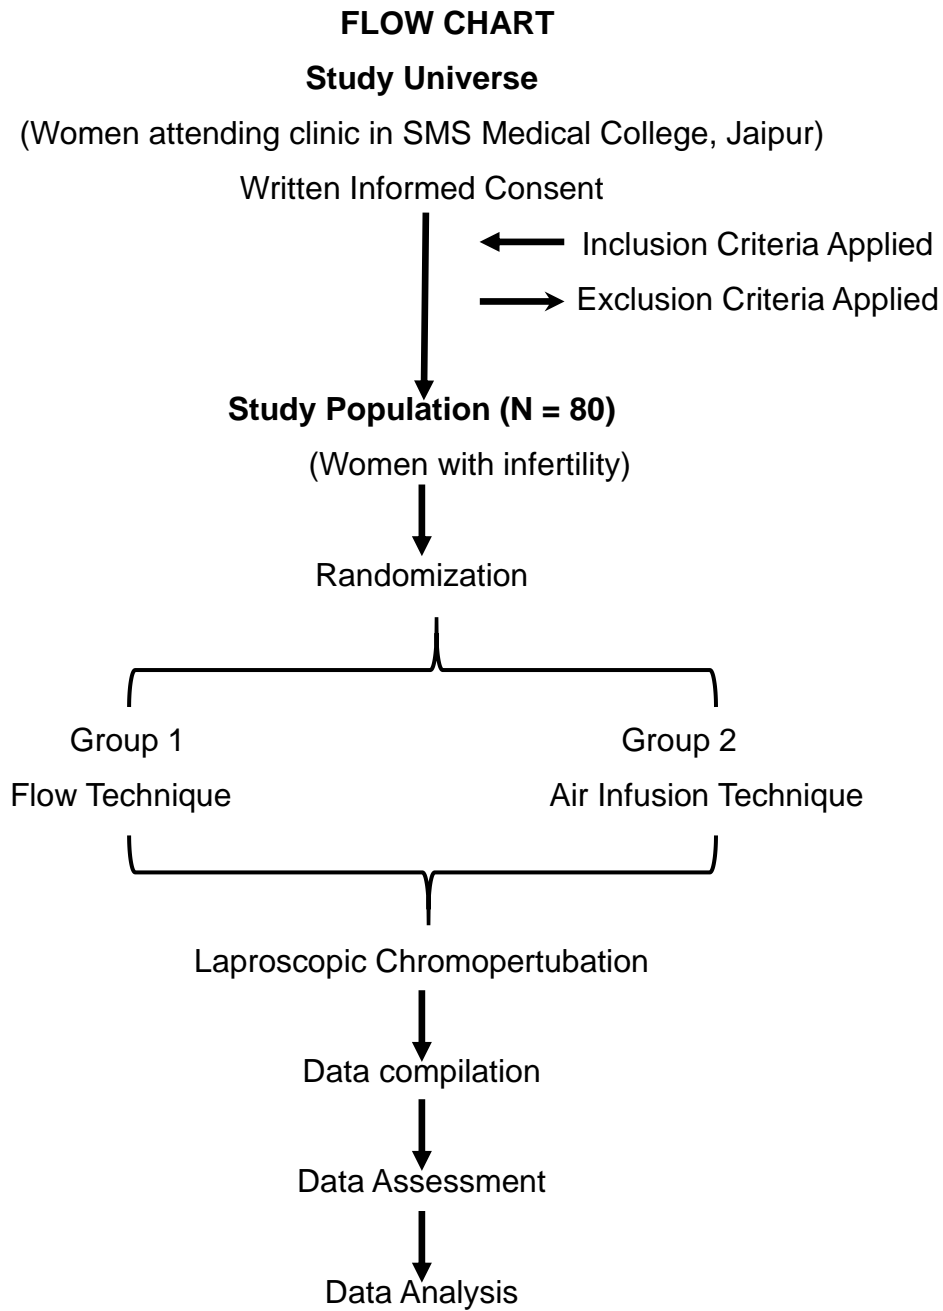 FLOW CHART
Study Universe
(Women attending clinic in SMS Medical College, Jaipur)
Written Informed Consent
Inclusion Criteria Applied
Exclusion Criteria Applied
Study Population (N = 80)
(Women with infertility)
Randomization
Group 1
Flow Technique
Group 2
Air Infusion Technique
Laproscopic Chromopertubation
Data compilation
Data Assessment
Data Analysis